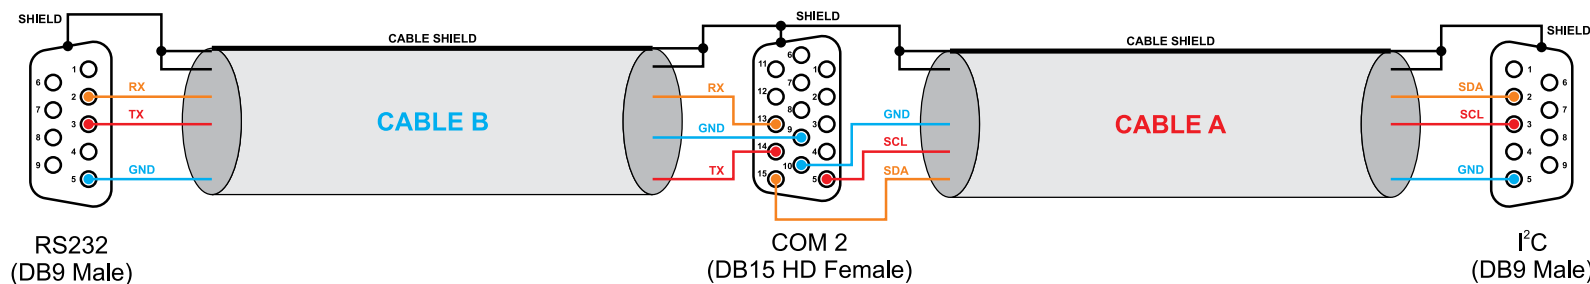 SHIELD
SHIELD
SHIELD
CABLE SHIELD
CABLE SHIELD
1
6
2
7
3
8
4
9
5
RX
TX
GND
CABLE B
RX
GND
TX
6
11
1
7
12
2
8
13
3
9
14
4
10
15
5
GND
SCL
SDA
CABLE A
SDA
SCL
GND
1
6
2
7
3
8
4
9
5
RS232
(DB9 Male)
COM 2
(DB15 HD Female)
I²C
(DB9 Male)